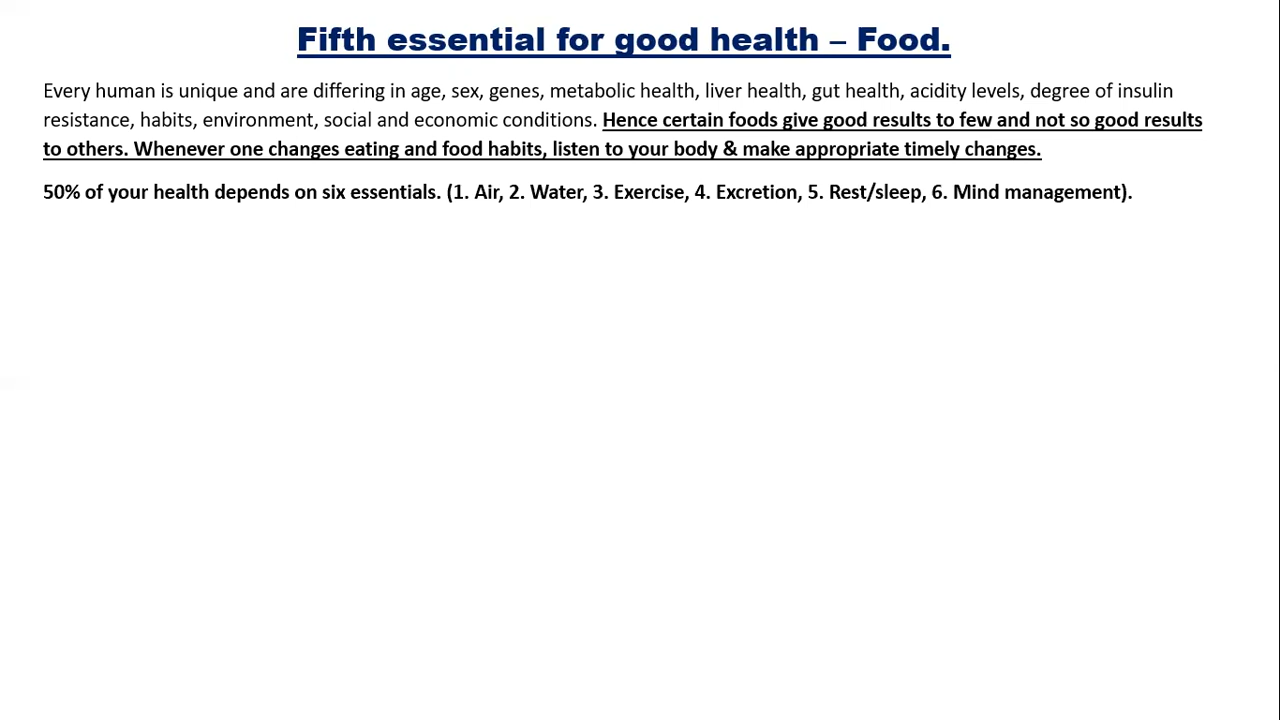 Fifth essential for good health – Food.
Every human is unique and are differing in age, sex, genes, metabolic health, liver health, gut health, acidity levels, degree of insulin
resistance, habits, environment, social and economic conditions. Hence certain foods give good results to few and not so good results
to others. Whenever one changes eating and food habits, listen to your body & make appropriate timely changes.
50% of your health depends on six essentials. (1. Air, 2. Water, 3. Exercise, 4. Excretion, 5. Rest/sleep, 6. Mind management).